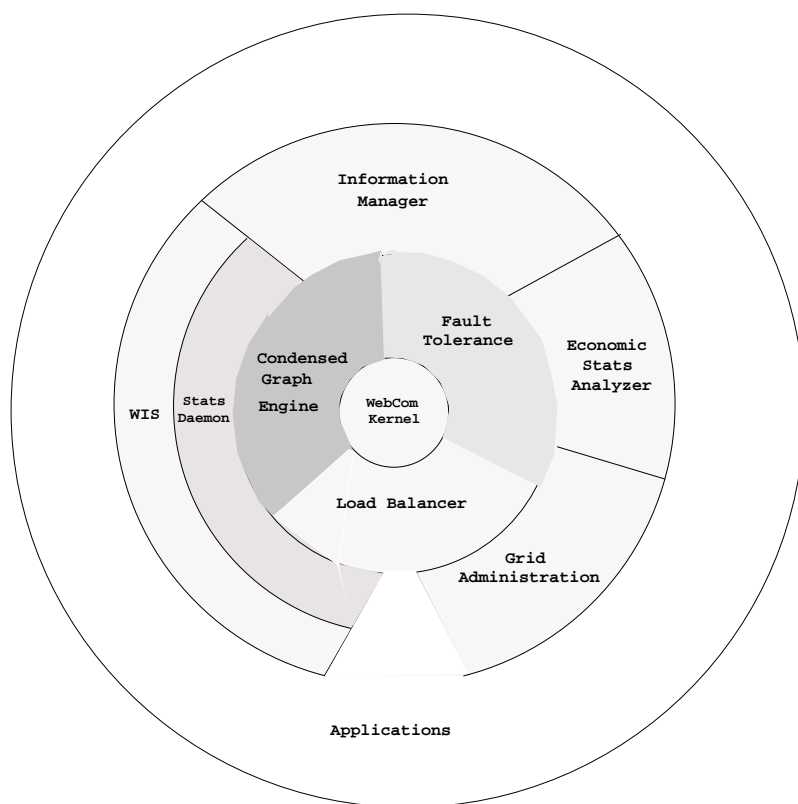 Information
Manager
Fault
Tolerance
Economic
Stats
Analyzer
Condensed
Graph
Engine
WebCom
Kernel
Stats
Daemon
WIS
Load Balancer
Grid
Administration
Applications